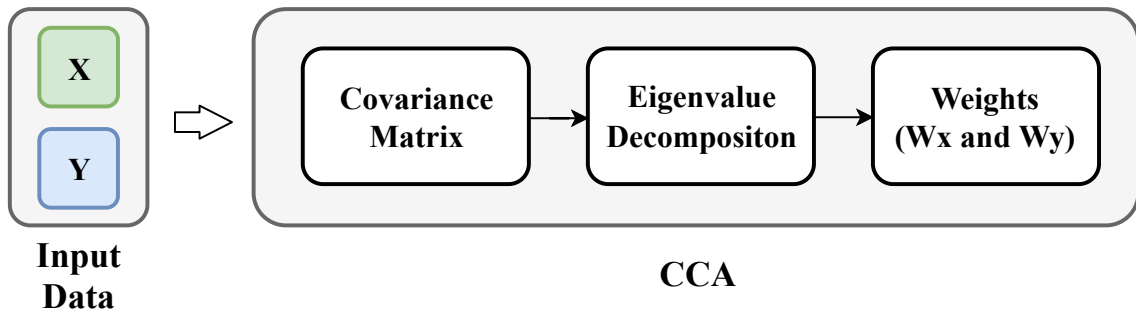 X
Y
Input
Data
Covariance
Matrix
Eigenvalue
Decompositon
Weights
(Wx and Wy)
CCA